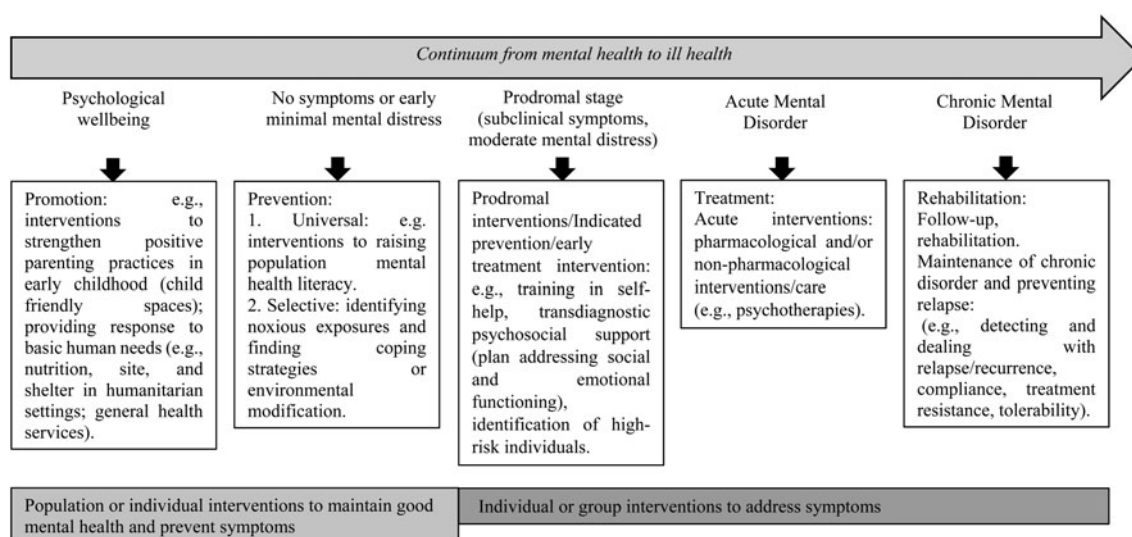 Continuum from mental health to ill health
Psychological
wellbeing
No symptoms or early
minimal mental distress
Prodromal stage
(subclinical symptoms,
moderate mental distress)
Acute Mental
Disorder
Chronic Mental
Disorder
Promotion: e.g.,
interventions to
strengthen positive
parenting practices in
early childhood (child
friendly spaces);
providing response to
basic human needs (e.g.,
nutrition, site, and
shelter in humanitarian
settings; general health
services).
Prevention:
1. Universal: e.g.
interventions to raising
population mental
health literacy.
2. Selective: identifying
noxious exposures and
finding coping
strategies or
environmental
modification.
Prodromal
interventions/Indicated
prevention/early
treatment intervention:
e.g., training in self-
help, transdiagnostic
psychosocial support
(plan addressing social
and emotional
functioning),
identification of high-
risk individuals.
Treatment:
Acute interventions:
pharmacological and/or
non-pharmacological
interventions/care
(e.g., psychotherapies).
Rehabilitation:
Follow-up,
rehabilitation.
Maintenance of chronic
disorder and preventing
relapse:
(e.g., detecting and
dealing with
relapse/recurrence,
compliance, treatment
resistance, tolerability).
Population or individual interventions to maintain good
mental health and prevent symptoms
Individual or group interventions to address symptoms